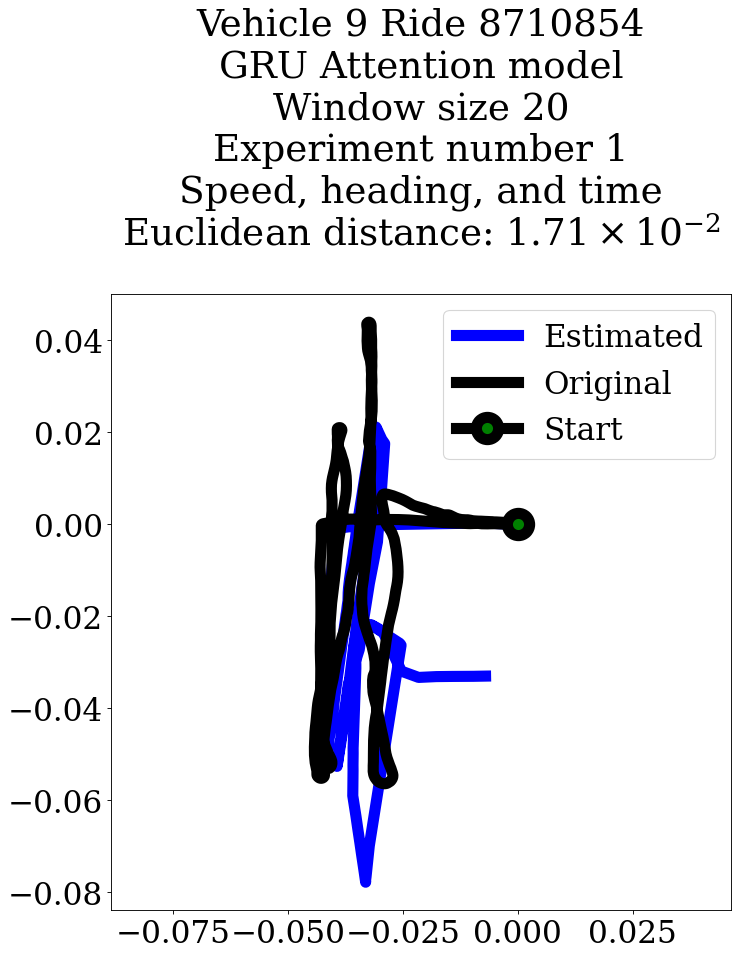 Vehicle 9 Ride 8710854
GRU Attention model
Window size 20
Experiment number 1
Speed, heading, and time
Euclidean distance: 1.71 × 10⁻²
Estimated
Original
Start
0.04
0.02
0.00
−0.02
−0.04
−0.06
−0.08
−0.075 −0.050 −0.025 0.000 0.025